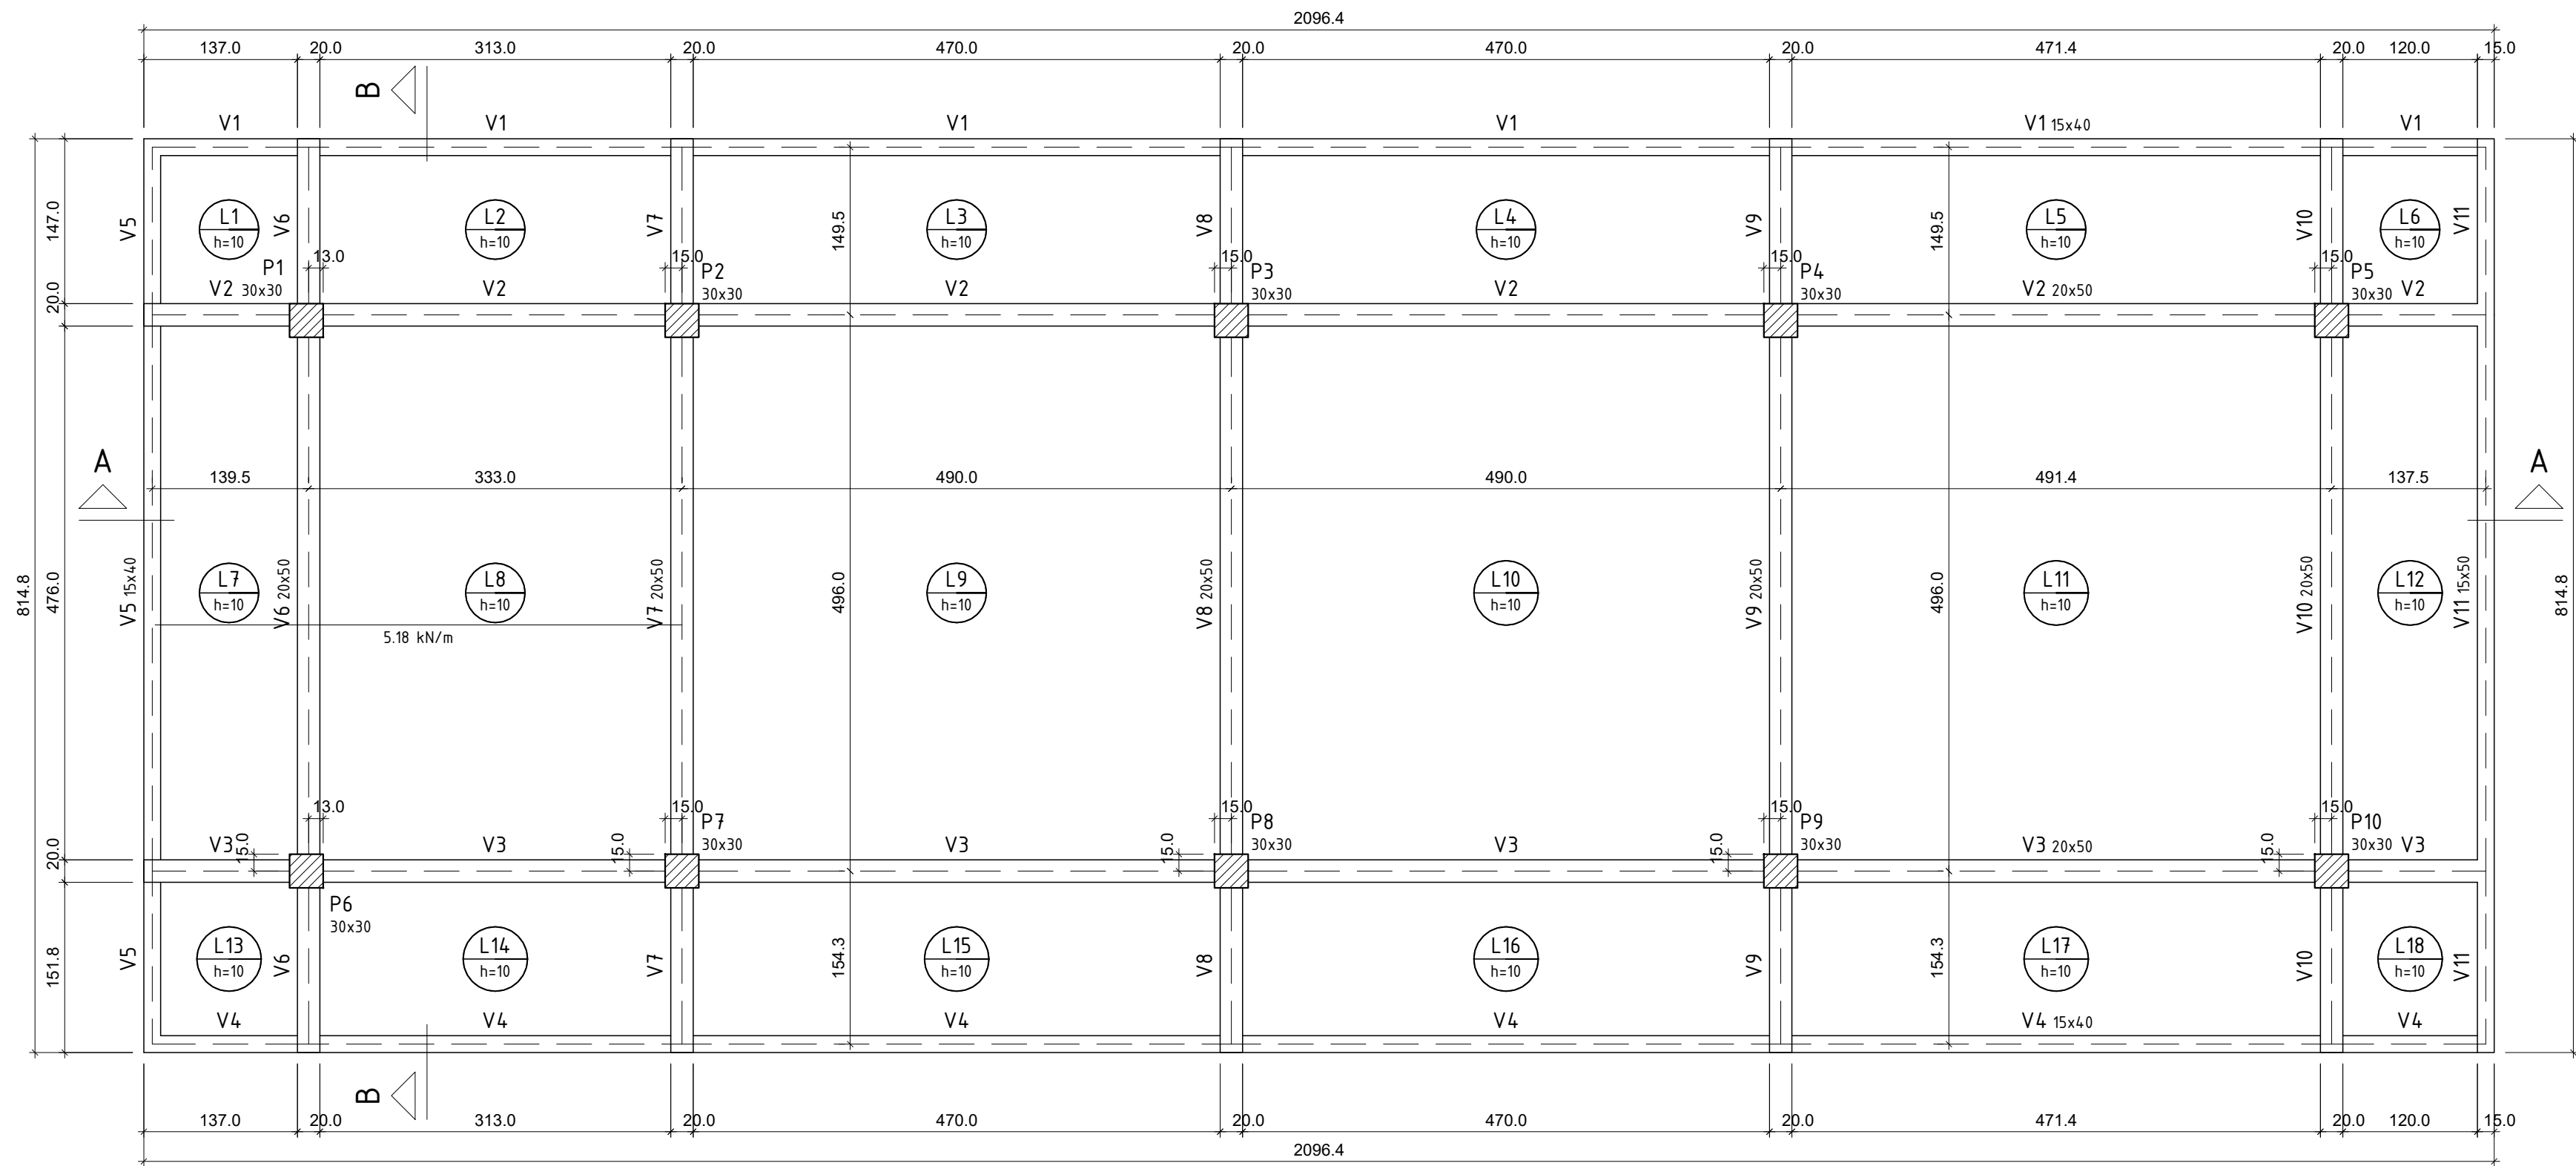 2096.4
137.0 20.0 313.0 20.0 470.0 20.0 470.0 20.0 471.4 20.0 120.0 15.0
B
V1 V1 V1 V1 V1 15x40 V1
814.8
147.0
20.0
476.0
20.0
151.8
V5 V6 V7 V8 V9 V10 V11
L1 L2 L3 L4 L5 L6
h=10 h=10 h=10 h=10 h=10 h=10
149.5 149.5
13.0 15.0 15.0 15.0 15.0
P1 P2 P3 P4 P5
30x30 30x30 30x30 30x30 30x30
V2 V2 V2 V2 V2 20x50 V2
A A
139.5 333.0 490.0 490.0 491.4 137.5
V5 15x40 V6 20x50 V7 20x50 V8 20x50 V9 20x50 V10 20x50 V11 15x50
L7 L8 L9 L10 L11 L12
h=10 h=10 h=10 h=10 h=10 h=10
496.0 496.0
814.8
5.18 kN/m
13.0 15.0 15.0 15.0 15.0
P7 P8 P9 P10
30x30 30x30 30x30 30x30
V3 V3 V3 V3 V3 20x50 V3
15.0 15.0 15.0 15.0 15.0
P6
30x30
V5 V6 V7 V8 V9 V10 V11
L13 L14 L15 L16 L17 L18
h=10 h=10 h=10 h=10 h=10 h=10
154.3 154.3
V4 V4 V4 V4 V4 15x40 V4
B
137.0 20.0 313.0 20.0 470.0 20.0 470.0 20.0 471.4 20.0 120.0 15.0
2096.4